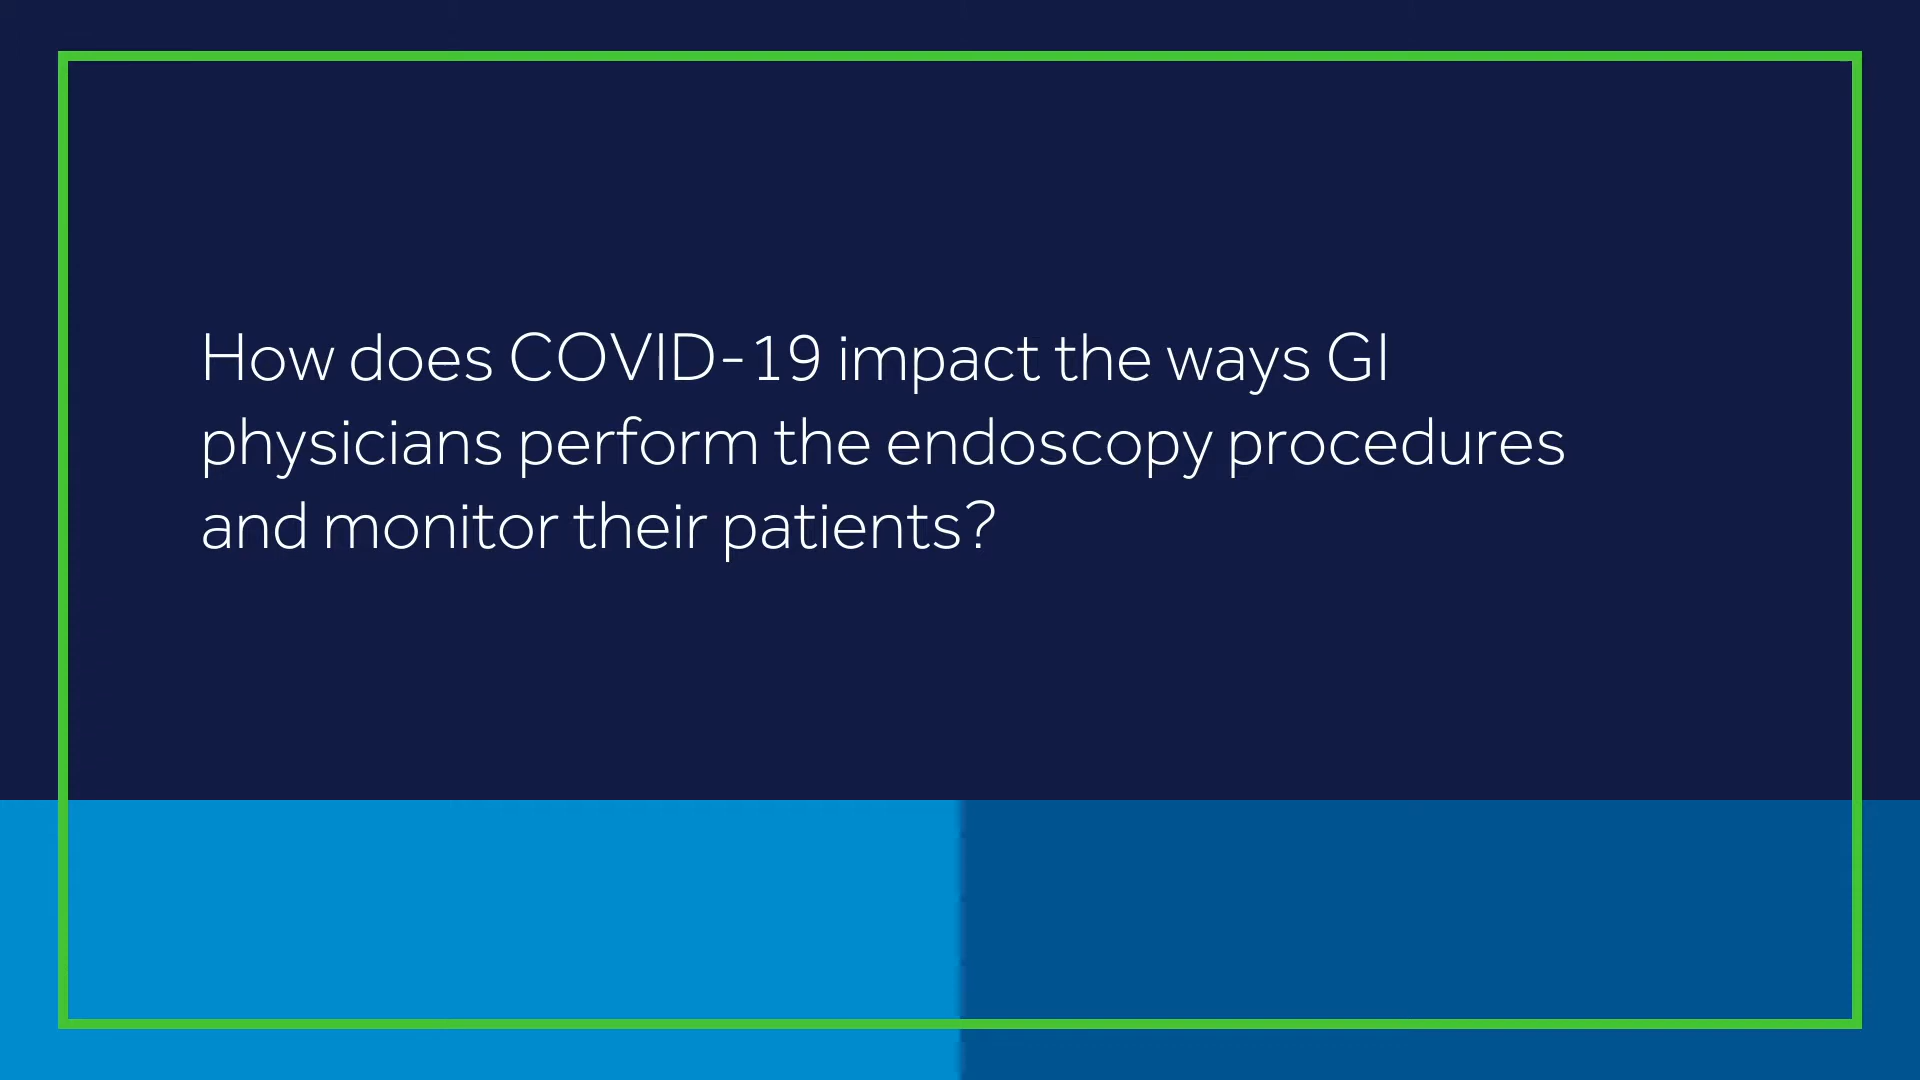 How does COVID-19 impact the ways GI
physicians perform the endoscopy procedures
and monitor their patients?